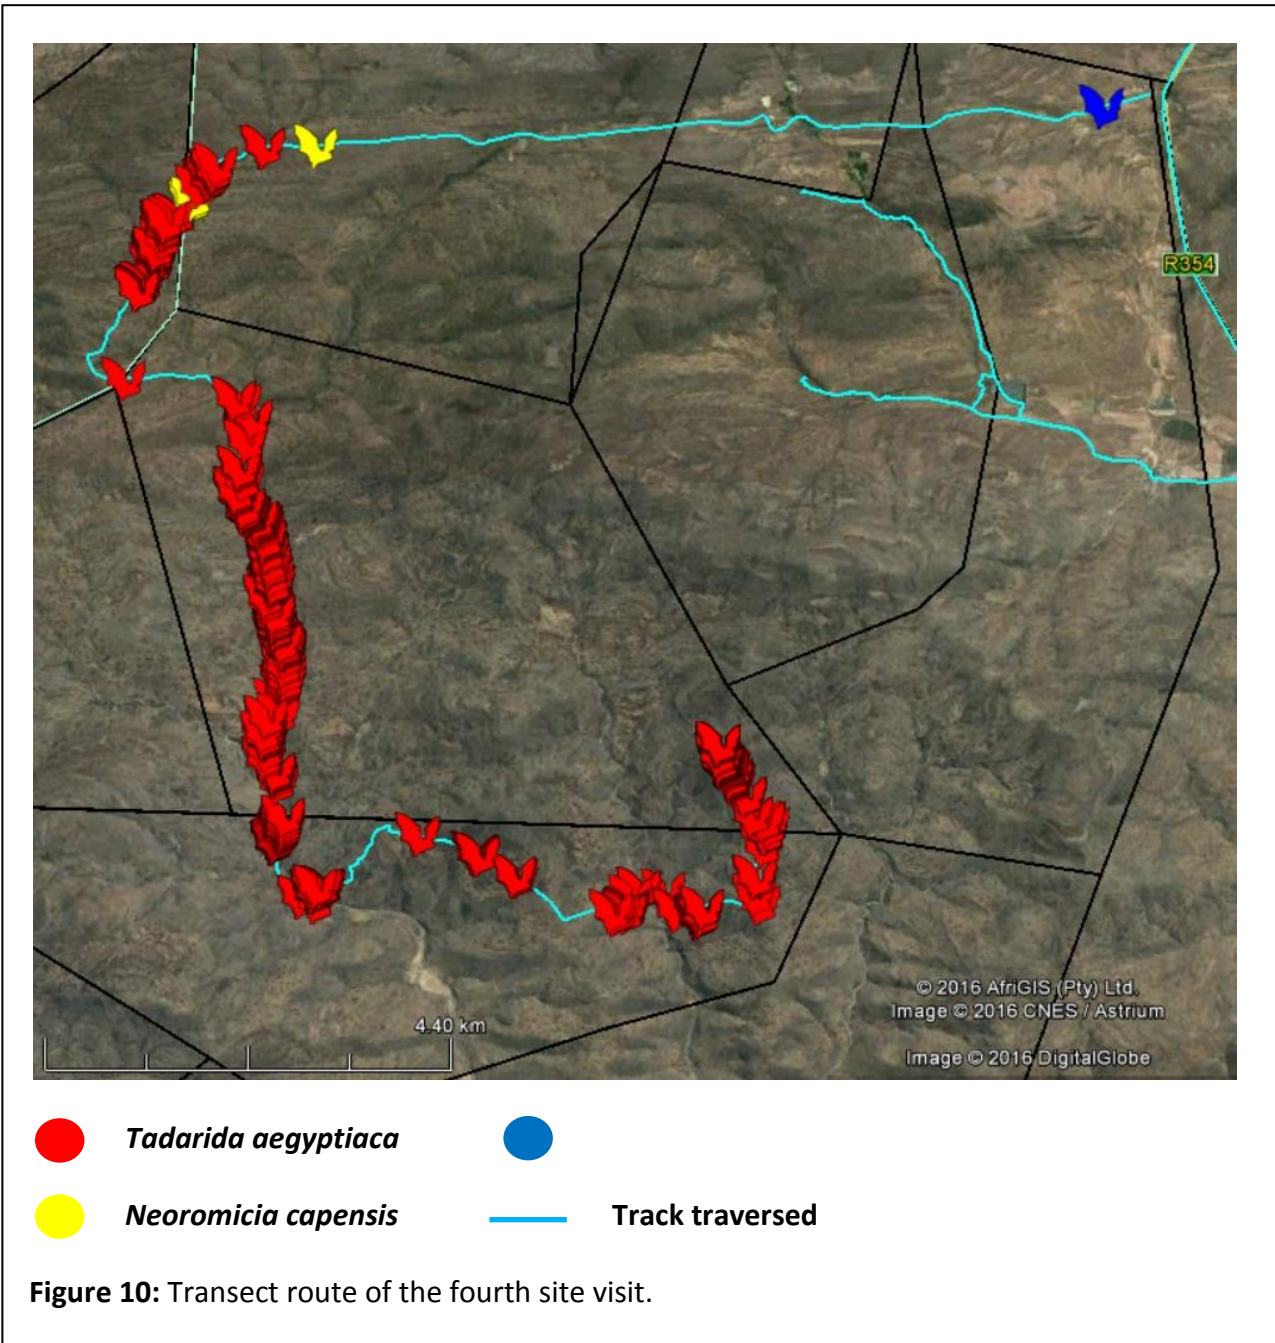 R354
© 2016 AfriGIS (Pty) Ltd.
Image © 2016 CNES / Astrium
4.40 km
Image © 2016 DigitalGlobe
Tadarida aegyptiaca
Neoromicia capensis
Track traversed
Figure 10: Transect route of the fourth site visit.